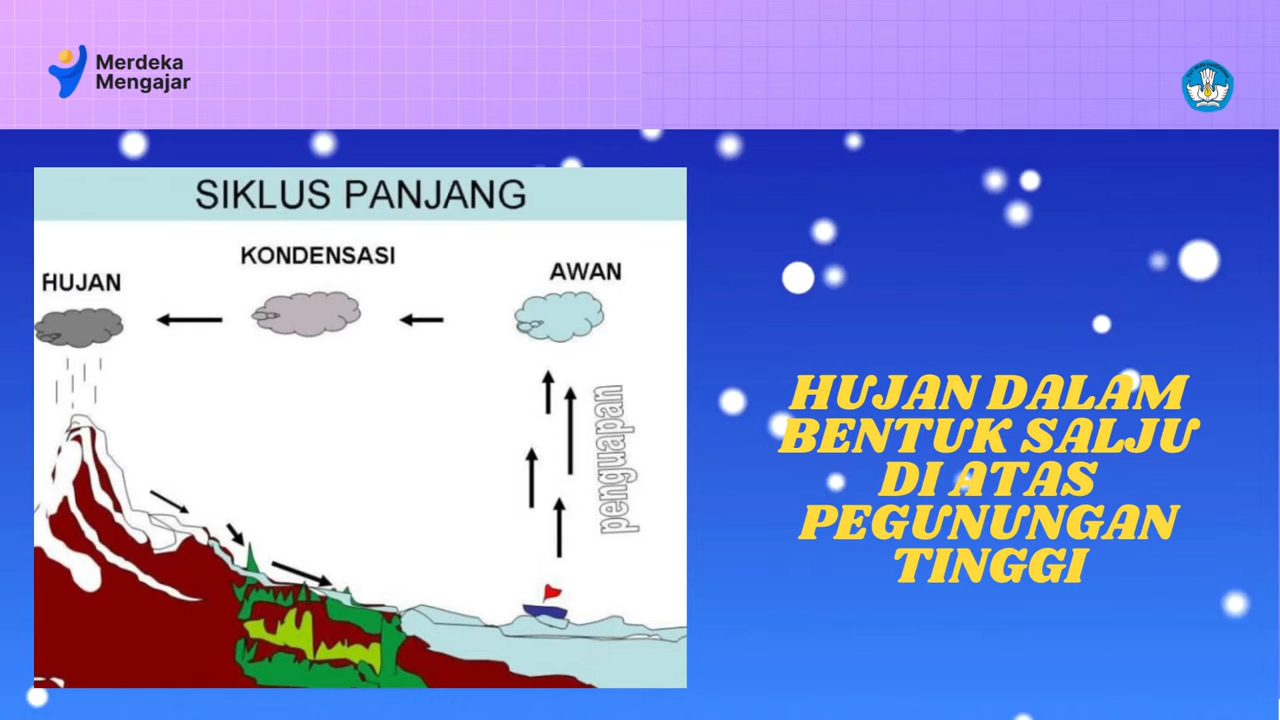 Merdeka
Mengajar
SIKLUS PANJANG
KONDENSASI
AWAN
HUJAN
penguapan
HUJAN DALAM
BENTUK SALJU
DI ATAS
PEGUNUNGAN
TINGGI